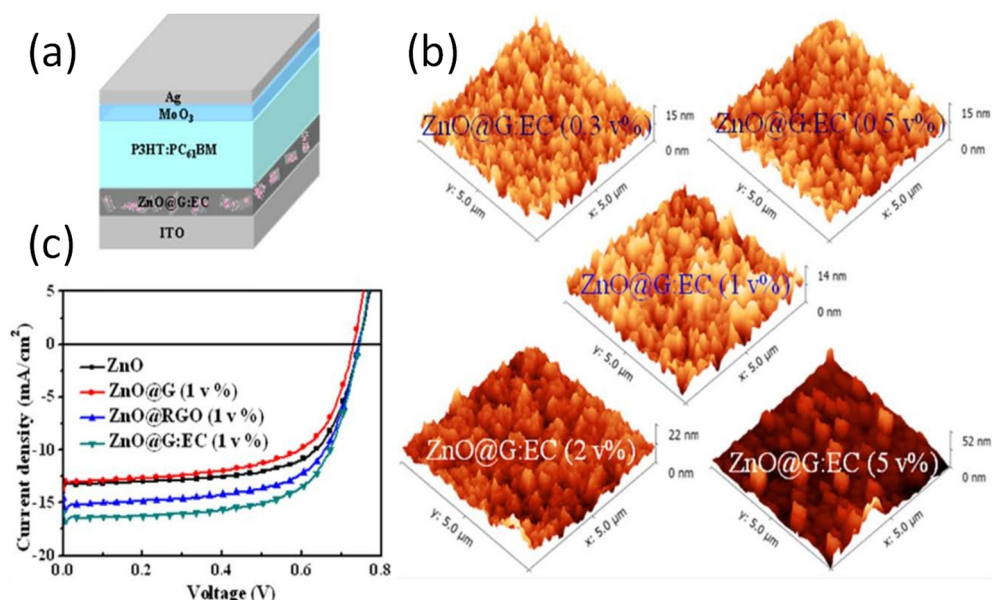 (a)
Ag
MoO3
P3HT:PC61BM
ZnO@G:EC
ITO
(b)
ZnO@G:EC (0.3 v%)
15 nm
0 nm
y: 5.0 μm
x: 5.0 μm
ZnO@G:EC (0.5 v%)
15 nm
0 nm
y: 5.0 μm
x: 5.0 μm
ZnO@G:EC (1 v%)
14 nm
0 nm
y: 5.0 μm
x: 5.0 μm
ZnO@G:EC (2 v%)
22 nm
0 nm
y: 5.0 μm
x: 5.0 μm
ZnO@G:EC (5 v%)
52 nm
0 nm
y: 5.0 μm
x: 5.0 μm
(c)
Current density (mA/cm2)
5
0
-5
-10
-15
-20
ZnO
ZnO@G (1 v %)
ZnO@RGO (1 v %)
ZnO@G:EC (1 v %)
0.0
0.2
0.4
0.6
0.8
Voltage (V)